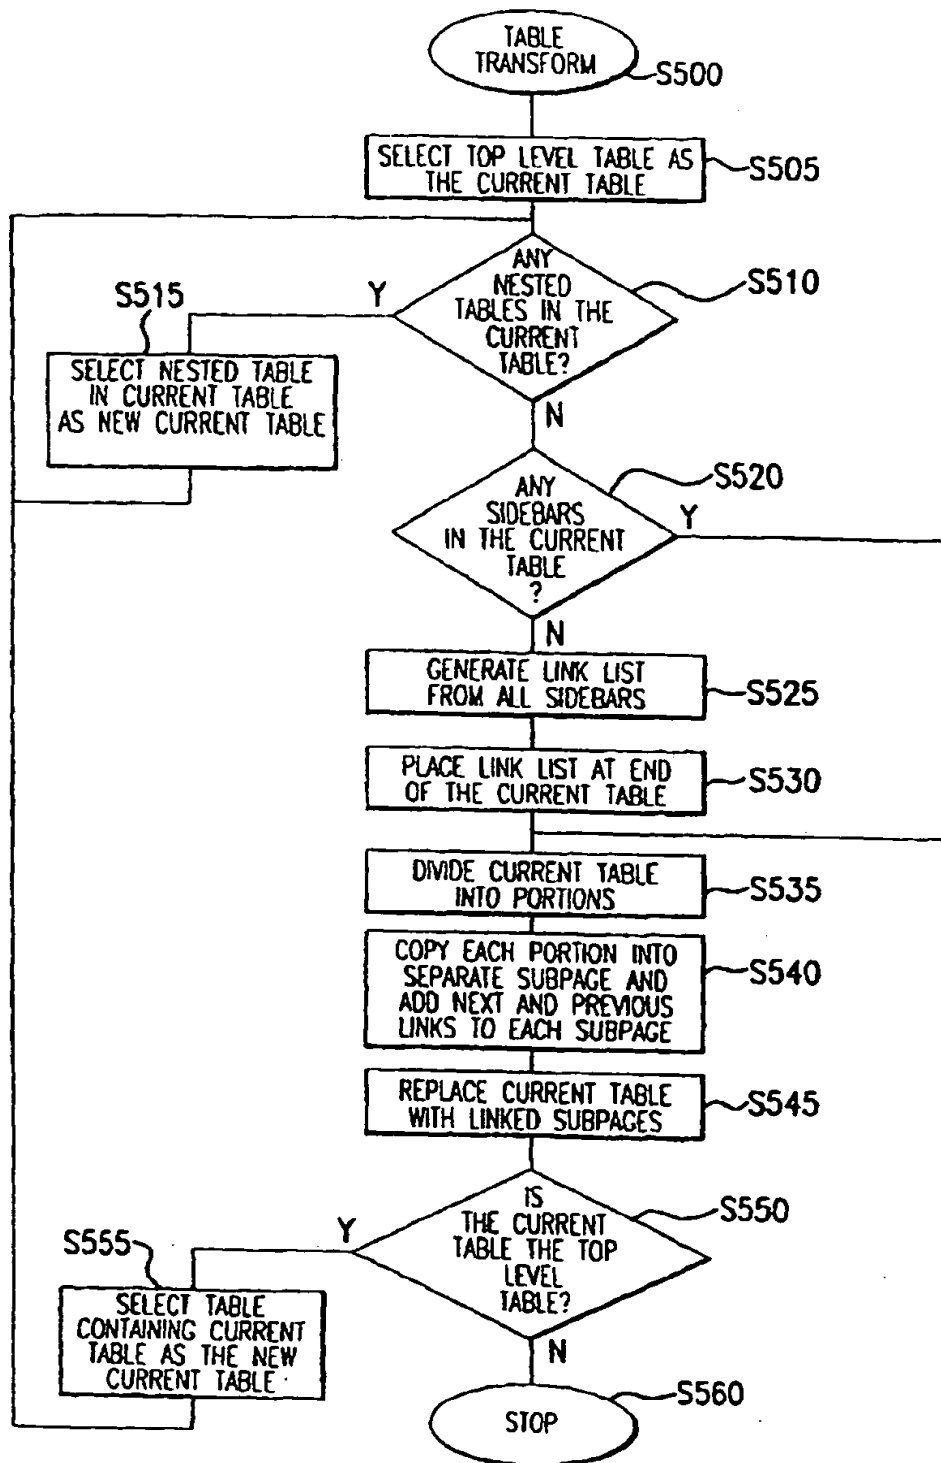 TABLE
TRANSFORM
S500
SELECT TOP LEVEL TABLE AS
THE CURRENT TABLE
S505
ANY
NESTED
TABLES IN THE
CURRENT
TABLE?
S510
Y
S515
SELECT NESTED TABLE
IN CURRENT TABLE
AS NEW CURRENT TABLE
N
ANY
SIDEBARS
IN THE CURRENT
TABLE
?
S520
Y
N
GENERATE LINK LIST
FROM ALL SIDEBARS
S525
PLACE LINK LIST AT END
OF THE CURRENT TABLE
S530
DIVIDE CURRENT TABLE
INTO PORTIONS
S535
COPY EACH PORTION INTO
SEPARATE SUBPAGE AND
ADD NEXT AND PREVIOUS
LINKS TO EACH SUBPAGE
S540
REPLACE CURRENT TABLE
WITH LINKED SUBPAGES
S545
IS
THE CURRENT
TABLE THE TOP
LEVEL
TABLE?
S550
Y
S555
SELECT TABLE
CONTAINING CURRENT
TABLE AS THE NEW
CURRENT TABLE
N
STOP
S560